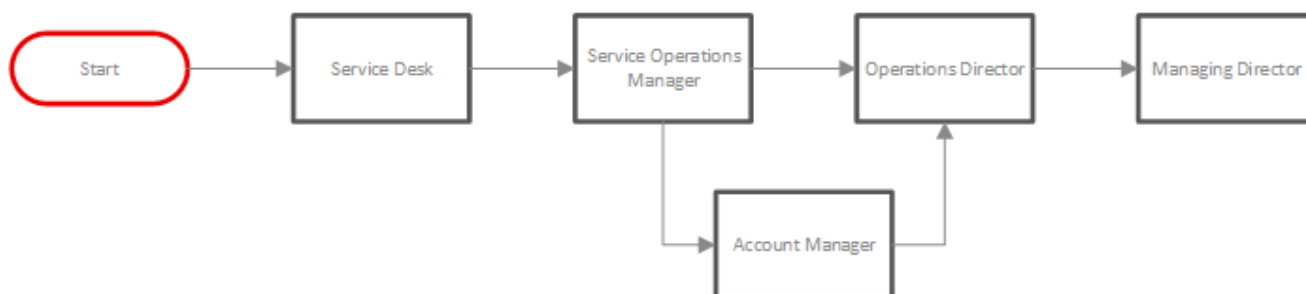 Start
Service Desk
Service Operations
Manager
Operations Director
Managing Director
Account Manager